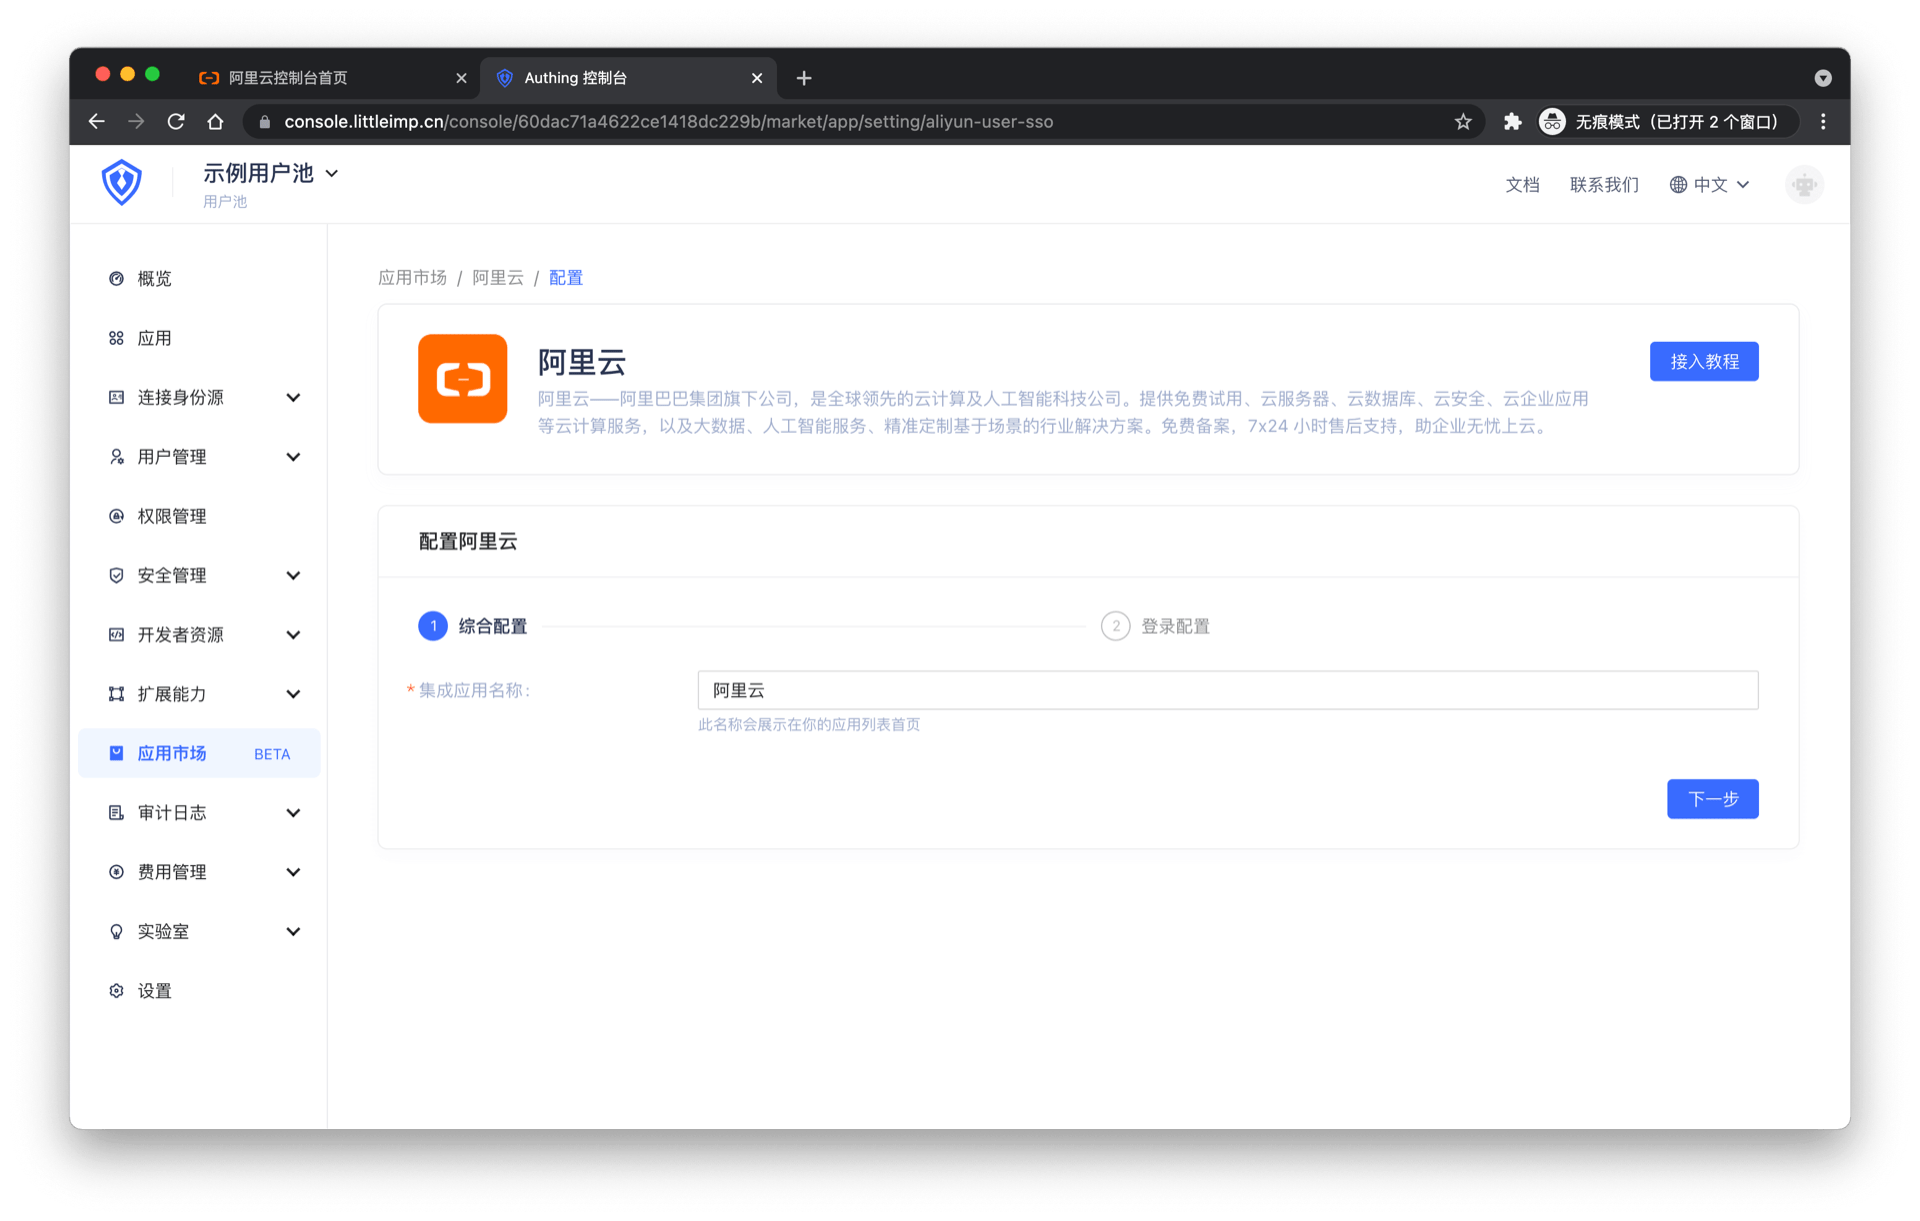 阿里云控制台首页
Authing 控制台
console.littleimp.cn/console/60dac71a4622ce1418dc229b/market/app/setting/aliyun-user-sso
无痕模式（已打开 2 个窗口）
示例用户池
用户池
文档
联系我们
中文
概览
应用
连接身份源
用户管理
权限管理
安全管理
开发者资源
扩展能力
应用市场 BETA
审计日志
费用管理
实验室
设置
应用市场 / 阿里云 / 配置
阿里云
接入教程
阿里云——阿里巴巴集团旗下公司，是全球领先的云计算及人工智能科技公司。提供免费试用、云服务器、云数据库、云安全、云企业应用
等云计算服务，以及大数据、人工智能服务、精准定制基于场景的行业解决方案。免费备案，7x24 小时售后支持，助企业无忧上云。
配置阿里云
1 综合配置
2 登录配置
* 集成应用名称：
阿里云
此名称会展示在你的应用列表首页
下一步